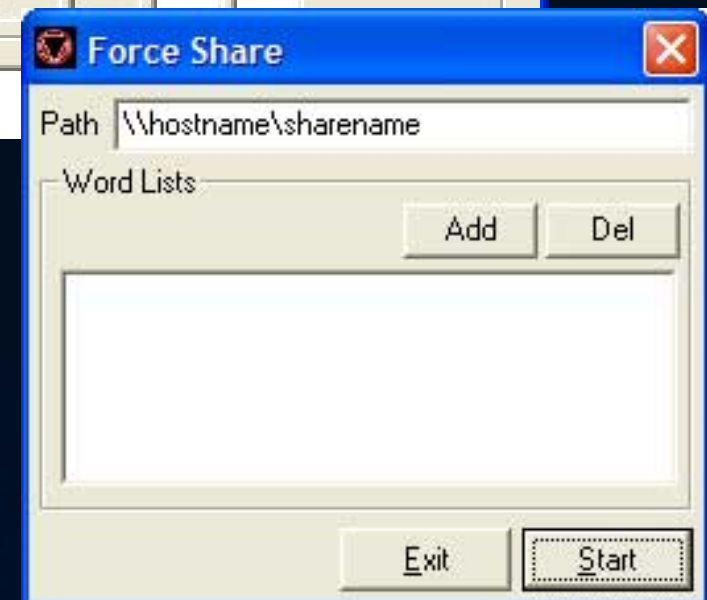 Force Share
Path \\hostname\sharename
Word Lists
Add Del
Exit Start